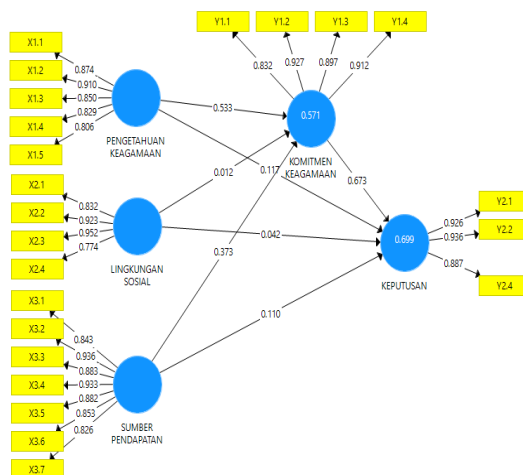 Y1.1
Y1.2
Y1.3
Y1.4
0.832
0.927
0.897
0.912
X1.1
X1.2
X1.3
X1.4
X1.5
0.874
0.910
0.850
0.829
0.806
PENGETAHUAN
KEAGAMAAN
0.533
0.571
KOMITMEN
KEAGAMAAN
0.012
0.117
0.673
X2.1
X2.2
X2.3
X2.4
0.832
0.923
0.952
0.774
LINGKUNGAN
SOSIAL
0.373
0.042
0.110
0.699
KEPUTUSAN
0.926
0.936
0.887
Y2.1
Y2.2
Y2.4
X3.1
X3.2
X3.3
X3.4
X3.5
X3.6
X3.7
0.843
0.936
0.883
0.933
0.882
0.853
0.826
SUMBER
PENDAPATAN